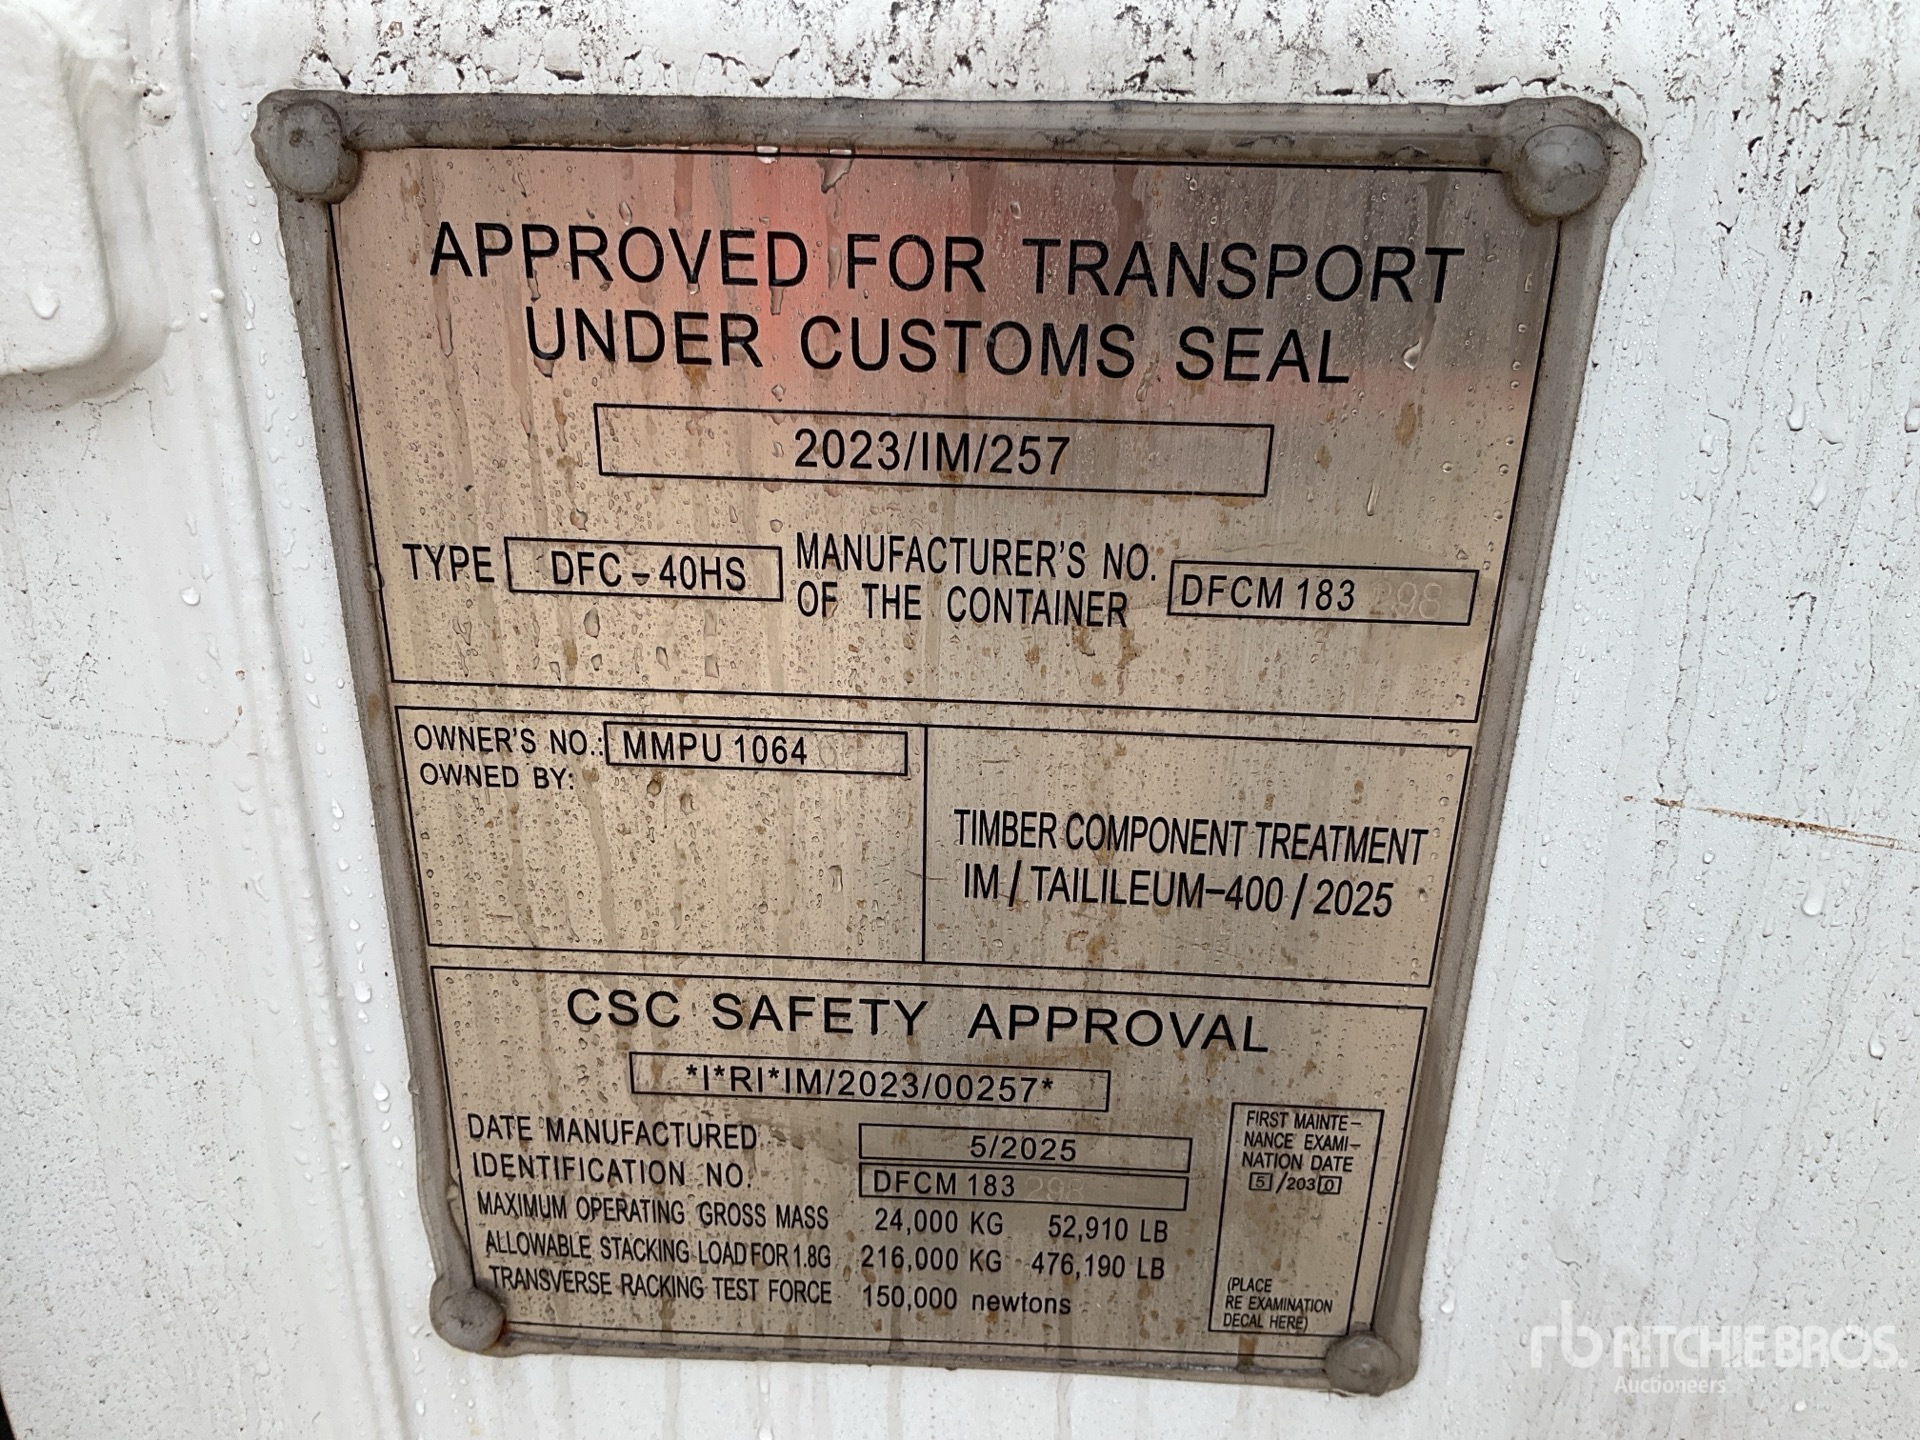 APPROVED FOR TRANSPORT
UNDER CUSTOMS SEAL
2023/IM/257
TYPE DFC-40HS MANUFACTURER'S NO.
OF THE CONTAINER DFCM 183298
OWNER'S NO.: MMPU 1064
OWNED BY:
TIMBER COMPONENT TREATMENT
IM / TAILILEUM-400 / 2025
CSC SAFETY APPROVAL
*I*RI*IM/2023/00257*
DATE MANUFACTURED 5/2025
IDENTIFICATION NO. DFCM 183298
MAXIMUM OPERATING GROSS MASS 24,000 KG 52,910 LB
ALLOWABLE STACKING LOAD FOR 1.8G 216,000 KG 476,190 LB
TRANSVERSE RACKING TEST FORCE 150,000 newtons
FIRST MAINTE-
NANCE EXAMI-
NATION DATE
5/2030
(PLACE
RE EXAMINATION
DECAL HERE)
rb RITCHIE BROS.
Auctioneers